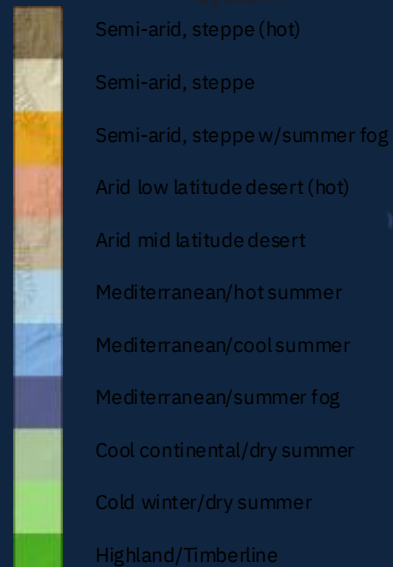 Semi-arid, steppe (hot)
Semi-arid, steppe
Semi-arid, steppe w/summer fog
Arid low latitude desert (hot)
Arid mid latitude desert
Mediterranean/hot summer
Mediterranean/cool summer
Mediterranean/summer fog
Cool continental/dry summer
Cold winter/dry summer
Highland/Timberline